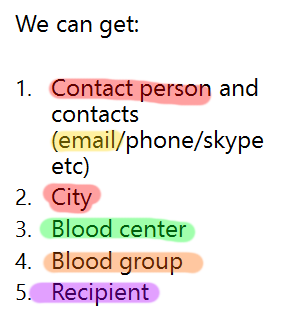 We can get:
1. Contact person and
contacts
(email/phone/skype
etc)
2. City
3. Blood center
4. Blood group
5. Recipient